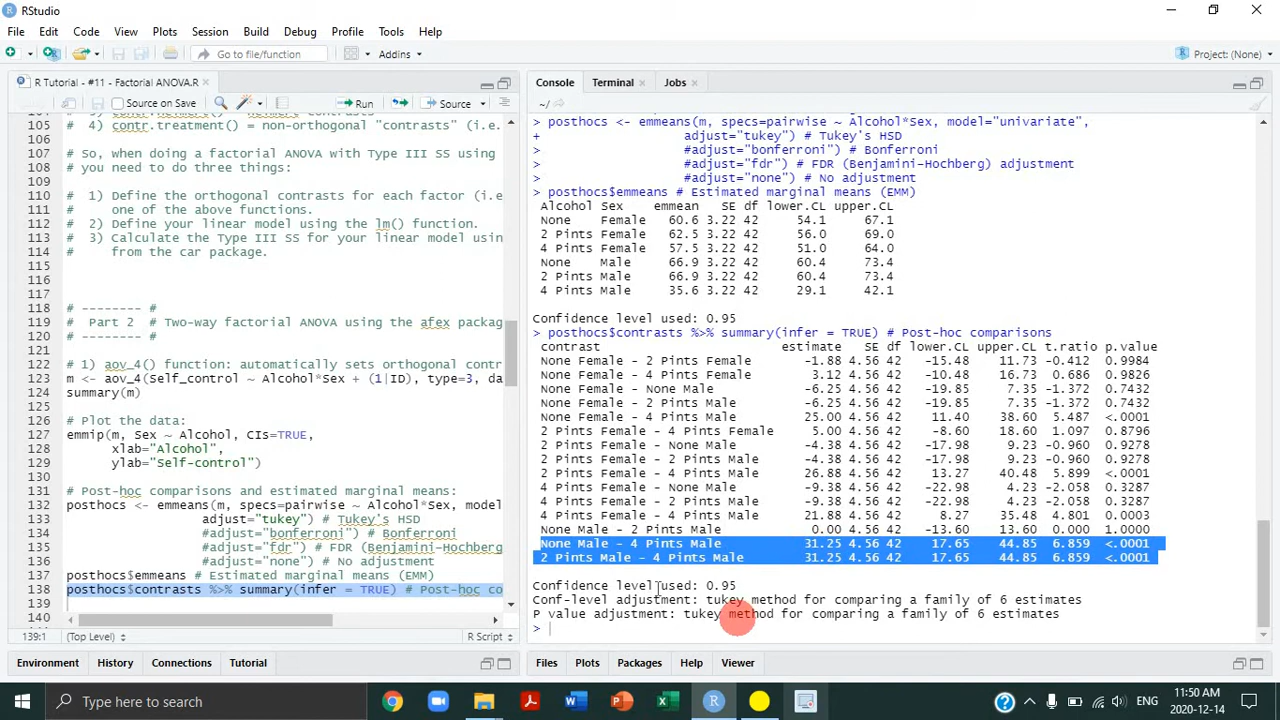 RStudio
File Edit Code View Plots Session Build Debug Profile Tools Help
Go to file/function Addins Project: (None)
R Tutorial - #11 - Factorial ANOVA.R
Source on Save Run Source
105 # 4) contr.treatment() = non-orthogonal "contrasts" (i.e.
106
107 # So, when doing a factorial ANOVA with Type III SS using
108 # you need to do three things:
109
110 # 1) Define the orthogonal contrasts for each factor (i.e
111 # one of the above functions.
112 # 2) Define your linear model using the lm() function.
113 # 3) Calculate the Type III SS for your linear model using
114 # from the car package.
115
116
117
118 # -------- #
119 # Part 2 # Two-way factorial ANOVA using the afex packag
120 # -------- #
121
122 # 1) aov_4() function: automatically sets orthogonal contr
123 m <- aov_4(Self_control ~ Alcohol*Sex + (1|ID), type=3, da
124 summary(m)
125
126 # Plot the data:
127 emmip(m, Sex ~ Alcohol, CIs=TRUE,
128 xlab="Alcohol",
129 ylab="Self-control")
130
131 # Post-hoc comparisons and estimated marginal means:
132 posthocs <- emmeans(m, specs=pairwise ~ Alcohol*Sex, model
133 adjust="tukey") # Tukey's HSD
134 #adjust="bonferroni") # Bonferroni
135 #adjust="fdr") # FDR (Benjamini-Hochberg)
136 #adjust="none") # No adjustment
137 posthocs$emmeans # Estimated marginal means (EMM)
138 posthocs$contrasts %>% summary(infer = TRUE) # Post-hoc co
139
140
139:1 (Top Level) R Script
Environment History Connections Tutorial
Console Terminal Jobs
~/
> posthocs <- emmeans(m, specs=pairwise ~ Alcohol*Sex, model="univariate",
+ adjust="tukey") # Tukey's HSD
> #adjust="bonferroni") # Bonferroni
> #adjust="fdr") # FDR (Benjamini-Hochberg) adjustment
> #adjust="none") # No adjustment
> posthocs$emmeans # Estimated marginal means (EMM)
Alcohol Sex emmean SE df lower.CL upper.CL
None Female 60.6 3.22 42 54.1 67.1
2 Pints Female 62.5 3.22 42 56.0 69.0
4 Pints Female 57.5 3.22 42 51.0 64.0
None Male 66.9 3.22 42 60.4 73.4
2 Pints Male 66.9 3.22 42 60.4 73.4
4 Pints Male 35.6 3.22 42 29.1 42.1
Confidence level used: 0.95
> posthocs$contrasts %>% summary(infer = TRUE) # Post-hoc comparisons
contrast estimate SE df lower.CL upper.CL t.ratio p.value
None Female - 2 Pints Female -1.88 4.56 42 -15.48 11.73 -0.412 0.9984
None Female - 4 Pints Female 3.12 4.56 42 -10.48 16.73 0.686 0.9826
None Female - None Male -6.25 4.56 42 -19.85 7.35 -1.372 0.7432
None Female - 2 Pints Male -6.25 4.56 42 -19.85 7.35 -1.372 0.7432
None Female - 4 Pints Male 25.00 4.56 42 11.40 38.60 5.487 <.0001
2 Pints Female - 4 Pints Female 5.00 4.56 42 -8.60 18.60 1.097 0.8796
2 Pints Female - None Male -4.38 4.56 42 -17.98 9.23 -0.960 0.9278
2 Pints Female - 2 Pints Male -4.38 4.56 42 -17.98 9.23 -0.960 0.9278
2 Pints Female - 4 Pints Male 26.88 4.56 42 13.27 40.48 5.899 <.0001
4 Pints Female - None Male -9.38 4.56 42 -22.98 4.23 -2.058 0.3287
4 Pints Female - 2 Pints Male -9.38 4.56 42 -22.98 4.23 -2.058 0.3287
4 Pints Female - 4 Pints Male 21.88 4.56 42 8.27 35.48 4.801 0.0003
None Male - 2 Pints Male 0.00 4.56 42 -13.60 13.60 0.000 1.0000
None Male - 4 Pints Male 31.25 4.56 42 17.65 44.85 6.859 <.0001
2 Pints Male - 4 Pints Male 31.25 4.56 42 17.65 44.85 6.859 <.0001
Confidence level used: 0.95
Conf-level adjustment: tukey method for comparing a family of 6 estimates
P value adjustment: tukey method for comparing a family of 6 estimates
>
Files Plots Packages Help Viewer
Type here to search
ENG
11:50 AM
2020-12-14